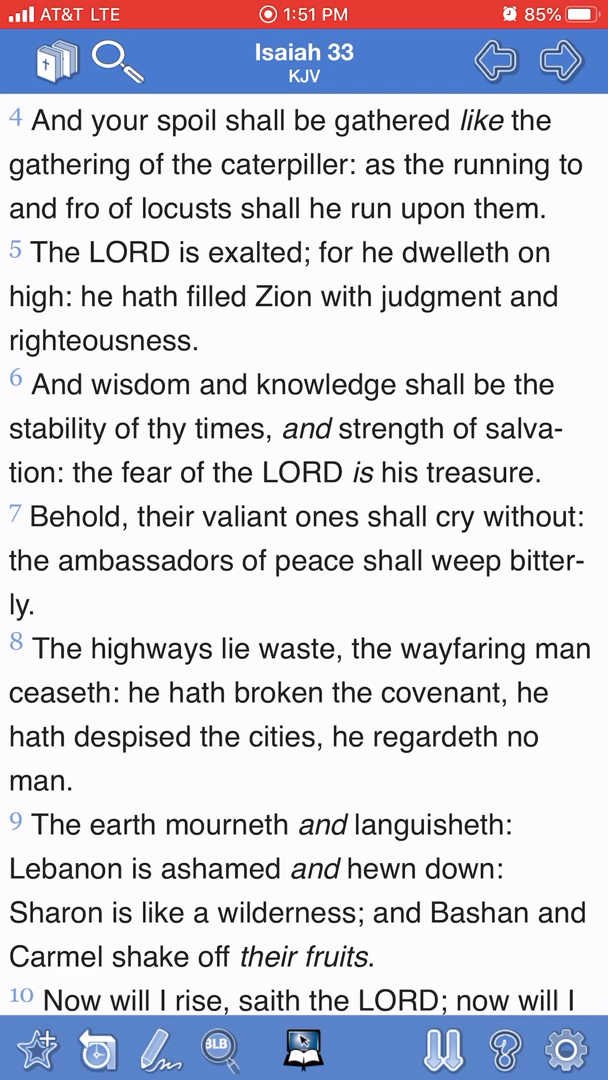 AT&T LTE 1:51 PM 85%
Isaiah 33
KJV
4 And your spoil shall be gathered like the
gathering of the caterpiller: as the running to
and fro of locusts shall he run upon them.
5 The LORD is exalted; for he dwelleth on
high: he hath filled Zion with judgment and
righteousness.
6 And wisdom and knowledge shall be the
stability of thy times, and strength of salva-
tion: the fear of the LORD is his treasure.
7 Behold, their valiant ones shall cry without:
the ambassadors of peace shall weep bitter-
ly.
8 The highways lie waste, the wayfaring man
ceaseth: he hath broken the covenant, he
hath despised the cities, he regardeth no
man.
9 The earth mourneth and languisheth:
Lebanon is ashamed and hewn down:
Sharon is like a wilderness; and Bashan and
Carmel shake off their fruits.
10 Now will I rise, saith the LORD; now will I
BLB